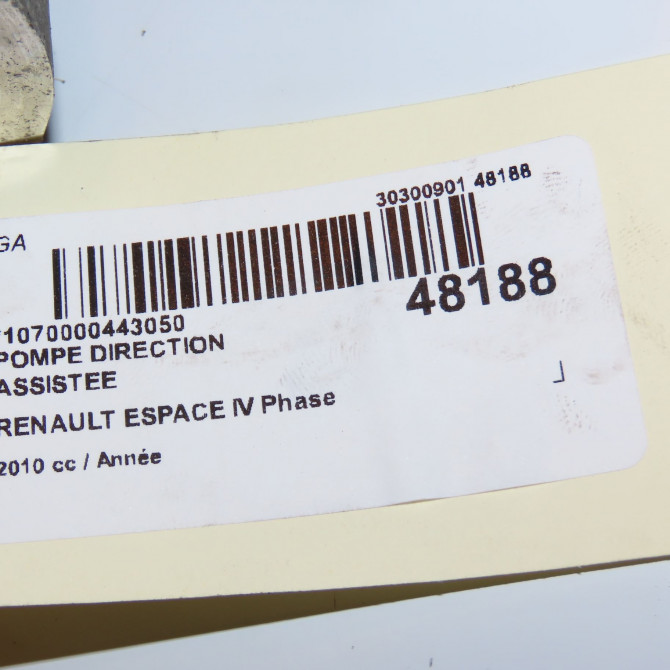 30300901 48188
GA
48188
*1070000443050
POMPE DIRECTION
ASSISTEE
RENAULT ESPACE IV Phase
2010 cc / Année